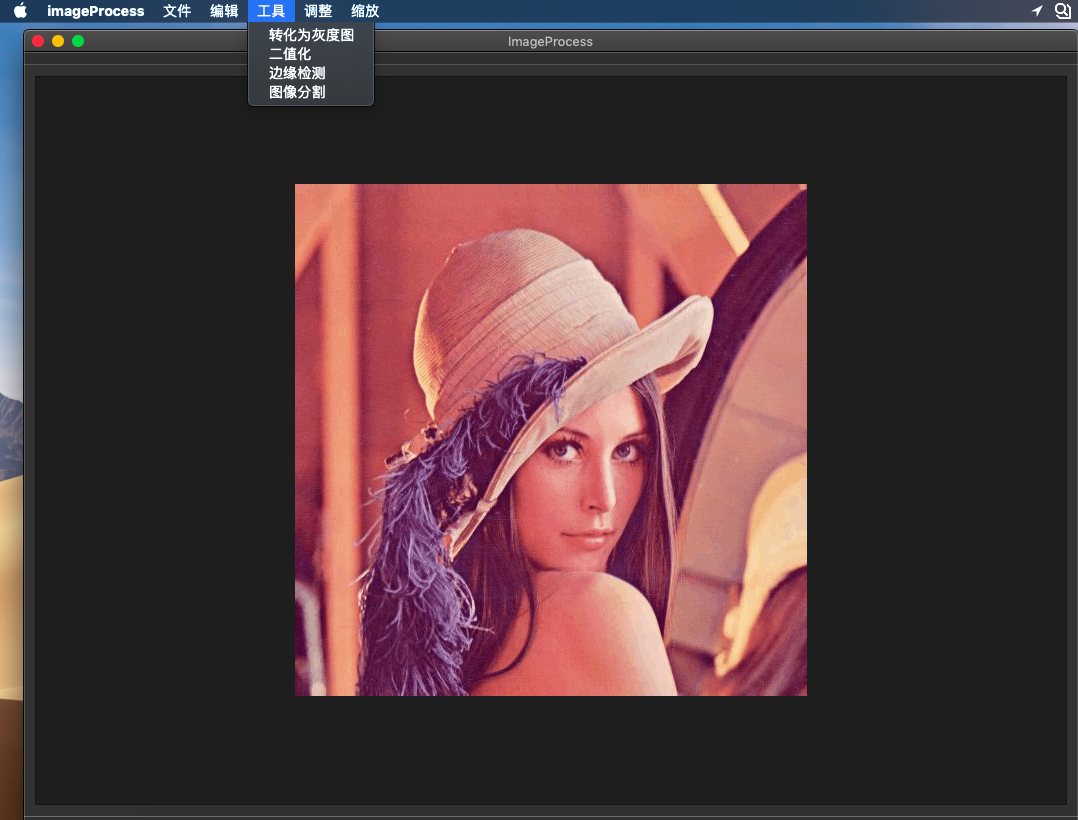 imageProcess 文件 编辑 工具 调整 缩放
ImageProcess
转化为灰度图
二值化
边缘检测
图像分割